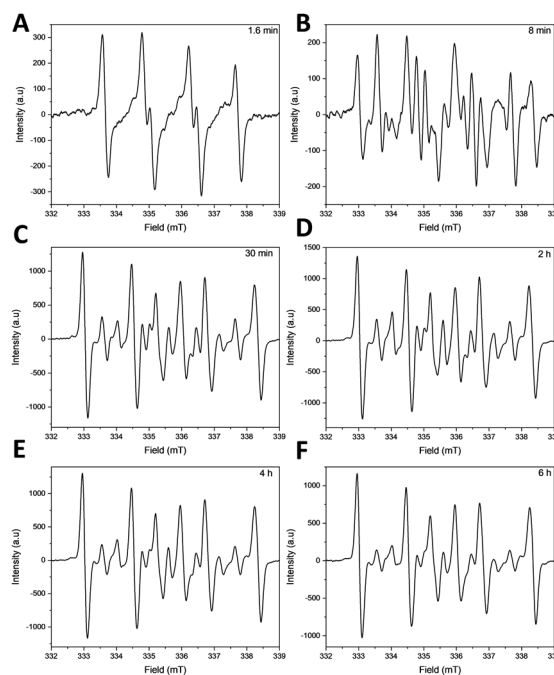 A
1.6 min
300
200
100
0
-100
-200
-300
Intensity (a.u)
332 333 334 335 336 337 338 339
Field (mT)
B
8 min
200
100
0
-100
-200
Intensity (a.u)
332 333 334 335 336 337 338 339
Field (mT)
C
30 min
1000
500
0
-500
-1000
Intensity (a.u)
332 333 334 335 336 337 338 339
Field (mT)
D
2 h
1500
1000
500
0
-500
-1000
Intensity (a.u)
332 333 334 335 336 337 338 339
Field (mT)
E
4 h
1000
500
0
-500
-1000
Intensity (a.u)
332 333 334 335 336 337 338 339
Field (mT)
F
6 h
1000
500
0
-500
-1000
Intensity (a.u)
332 333 334 335 336 337 338 339
Field (mT)